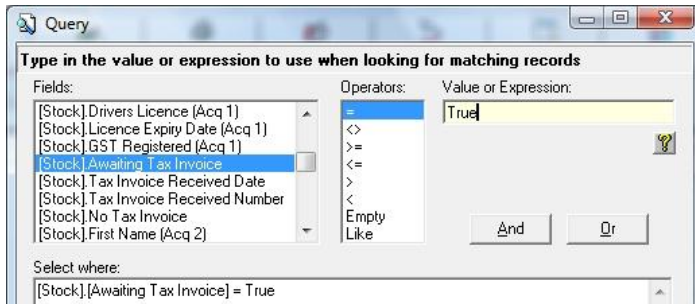 Query
Type in the value or expression to use when looking for matching records
Fields:
Operators:
Value or Expression:
[Stock].Drivers Licence (Acq 1)
[Stock].Licence Expiry Date (Acq 1)
[Stock].GST Registered (Acq 1)
[Stock].Awaiting Tax Invoice
[Stock].Tax Invoice Received Date
[Stock].Tax Invoice Received Number
[Stock].No Tax Invoice
[Stock].First Name (Acq 2)
=
<>
>=
<=
>
<
Empty
Like
True
?
And
Or
Select where:
[Stock].[Awaiting Tax Invoice] = True